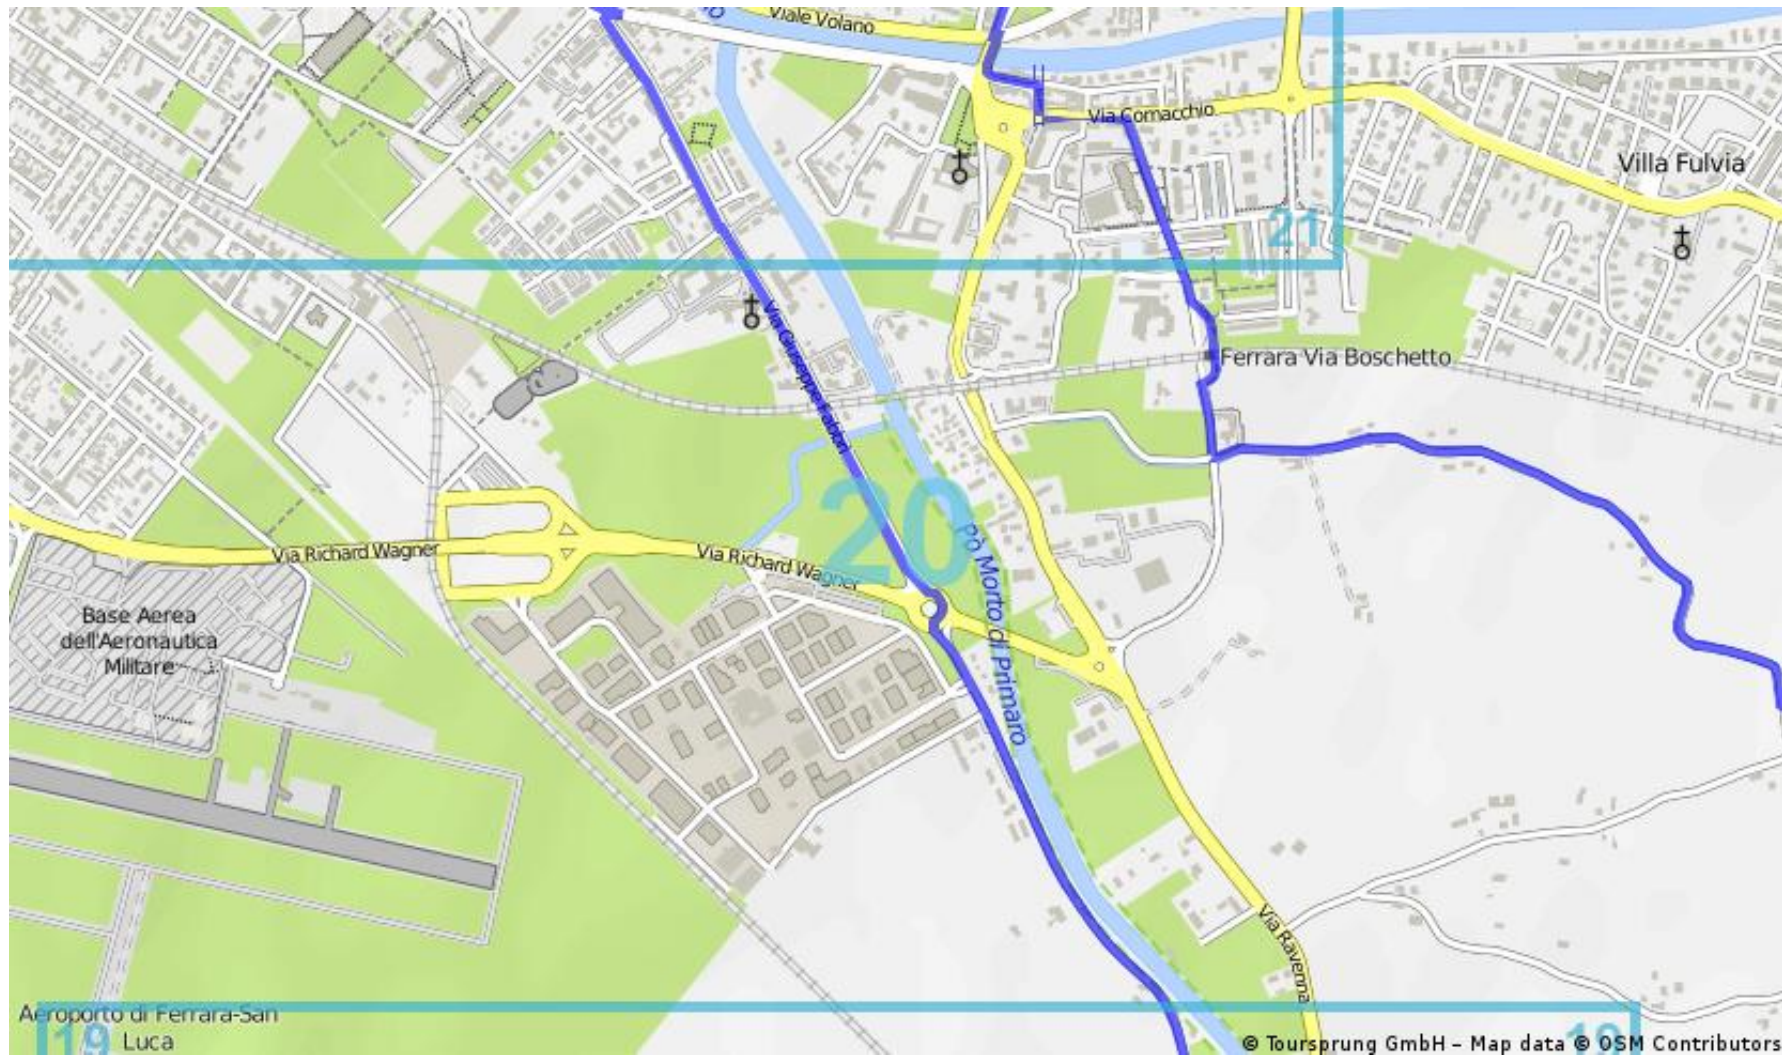 Viale Volano
Via Comacchio
Villa Fulvia
21
Via Giuseppe Fabbri
Ferrara Via Boschetto
20
Via Richard Wagner
Via Richard Wagner
Pò Morto di Primaro
Base Aerea
dell'Aeronautica
Militare
Via Ravenna
Aeroporto di Ferrara-San
Luca
19
19
© Toursprung GmbH – Map data © OSM Contributors